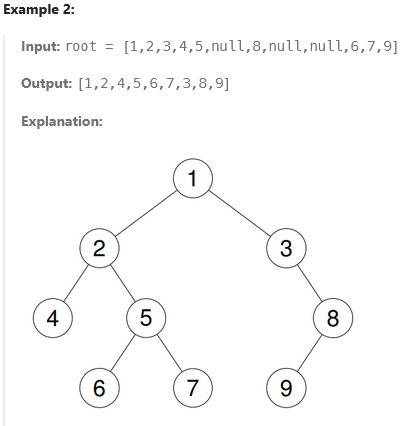 Example 2:
Input: root = [1,2,3,4,5,null,8,null,null,6,7,9]
Output: [1,2,4,5,6,7,3,8,9]
Explanation:
1
2 3
4 5 8
6 7 9